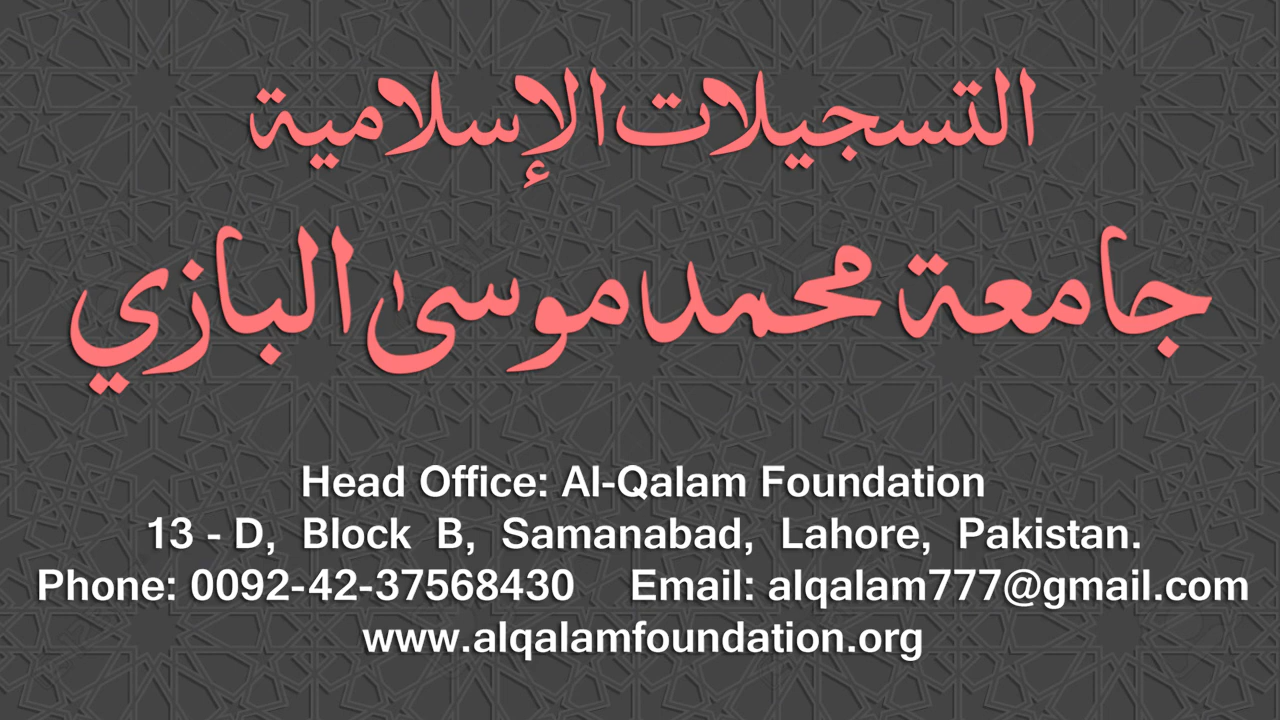 التسجيلات الإسلامية
جامعة محمد موسىٰ البازي
Head Office: Al-Qalam Foundation
13 - D, Block B, Samanabad, Lahore, Pakistan.
Phone: 0092-42-37568430 Email: alqalam777@gmail.com
www.alqalamfoundation.org